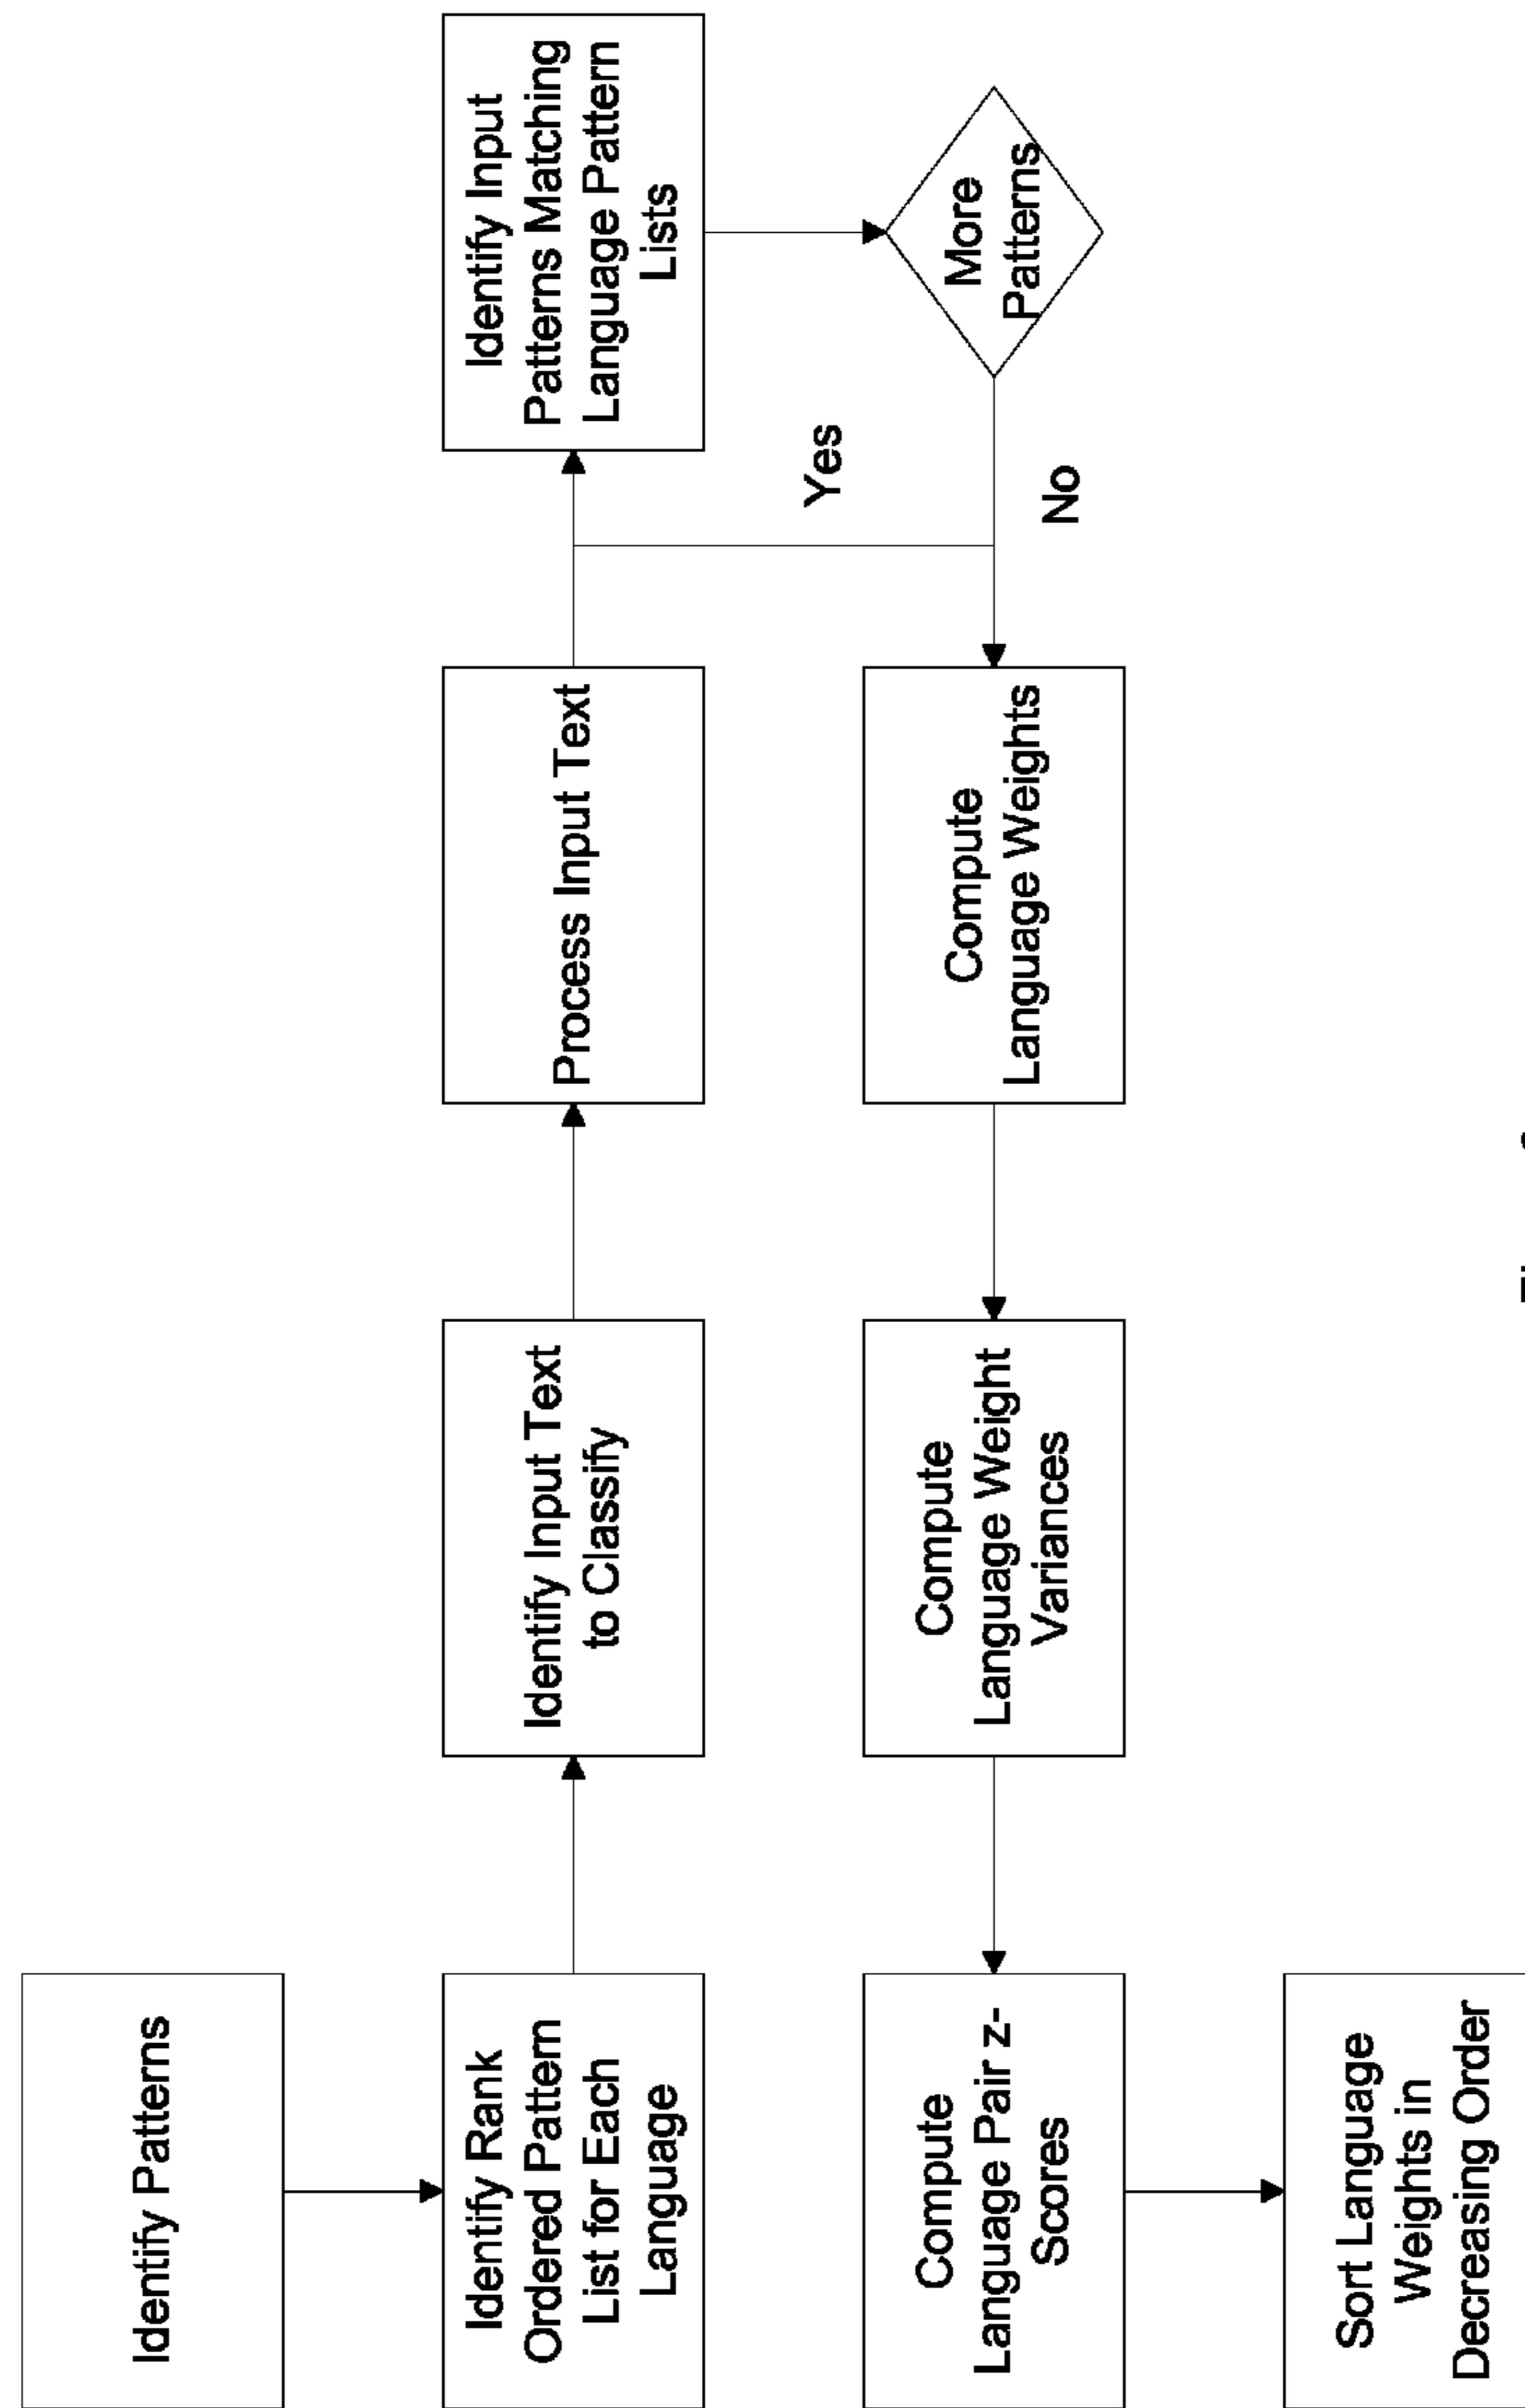 Identify Patterns
Identify Rank
Ordered Pattern
List for Each
Language
Identify Input Text
to Classify
Process Input Text
Identify Input
Patterns Matching
Language Pattern
Lists
More
Patterns
Yes
No
Compute
Language Weights
Compute
Language Weight
Variances
Compute
Language Pair z-
Scores
Sort Language
Weights in
Decreasing Order